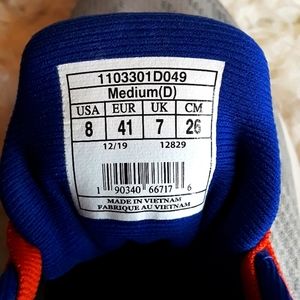 1103301D049
Medium(D)
USA EUR UK CM
8 41 7 26
12/19 12829
1 90340 66717 6
MADE IN VIETNAM
FABRIQUE AU VIETNAM